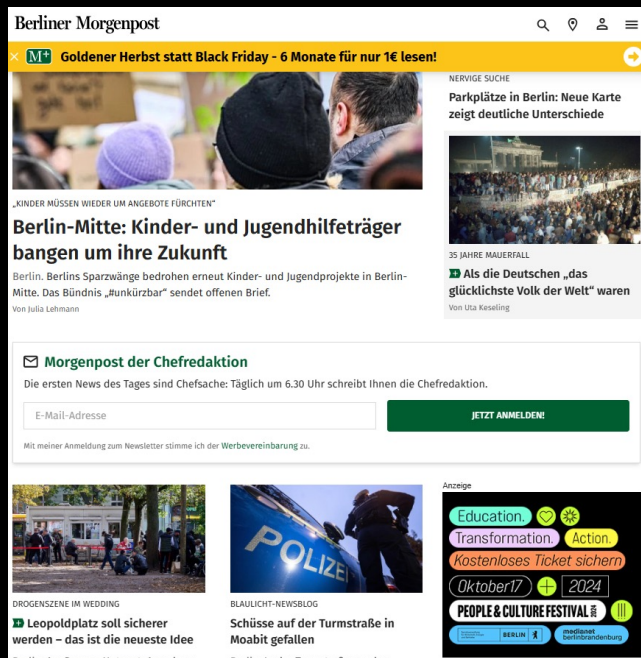 Berliner Morgenpost
× M+ Goldener Herbst statt Black Friday - 6 Monate für nur 1€ lesen!
„KINDER MÜSSEN WIEDER UM ANGEBOTE FÜRCHTEN“
Berlin-Mitte: Kinder- und Jugendhilfeträger
bangen um ihre Zukunft
Berlin. Berlins Sparzwänge bedrohen erneut Kinder- und Jugendprojekte in Berlin-
Mitte. Das Bündnis „#unkürzbar“ sendet offenen Brief.
Von Julia Lehmann
NERVIGE SUCHE
Parkplätze in Berlin: Neue Karte
zeigt deutliche Unterschiede
35 JAHRE MAUERFALL
Als die Deutschen „das
glücklichste Volk der Welt“ waren
Von Uta Keseling
Morgenpost der Chefredaktion
Die ersten News des Tages sind Chefsache: Täglich um 6.30 Uhr schreibt Ihnen die Chefredaktion.
E-Mail-Adresse
JETZT ANMELDEN!
Mit meiner Anmeldung zum Newsletter stimme ich der Werbevereinbarung zu.
DROGENSZENE IM WEDDING
Leopoldplatz soll sicherer
werden – das ist die neueste Idee
POLIZEI
BLAULICHT-NEWSBLOG
Schüsse auf der Turmstraße in
Moabit gefallen
Anzeige
Education.
Transformation. Action.
Kostenloses Ticket sichern
Oktober17 + 2024
PEOPLE & CULTURE FESTIVAL 24
BERLIN
medianet
berlinbrandenburg